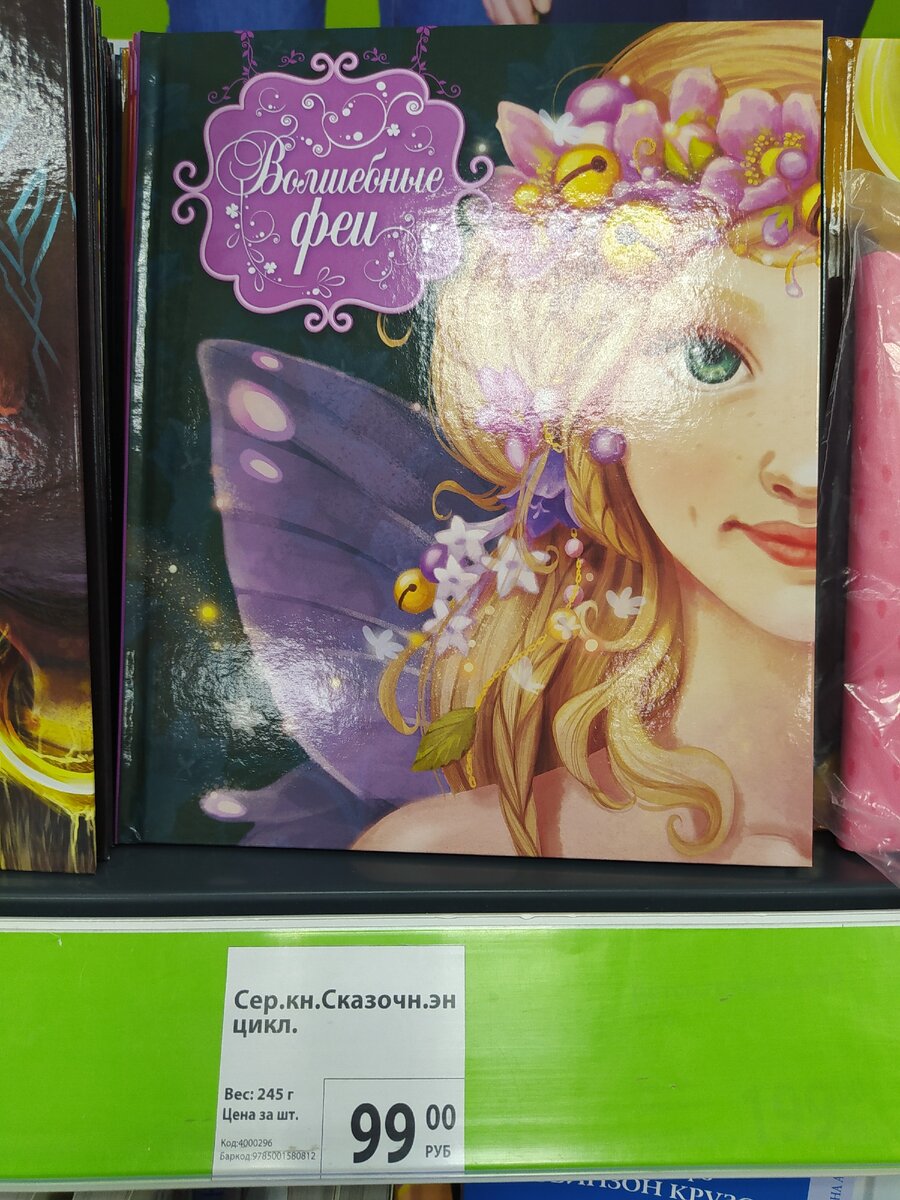 Волшебные
феи
Сер.кн.Сказочн.эн
цикл.
Вес: 245 г
Цена за шт.
99 00
РУБ
Код:4000296
Баркод:9785001580812
КРУЗО